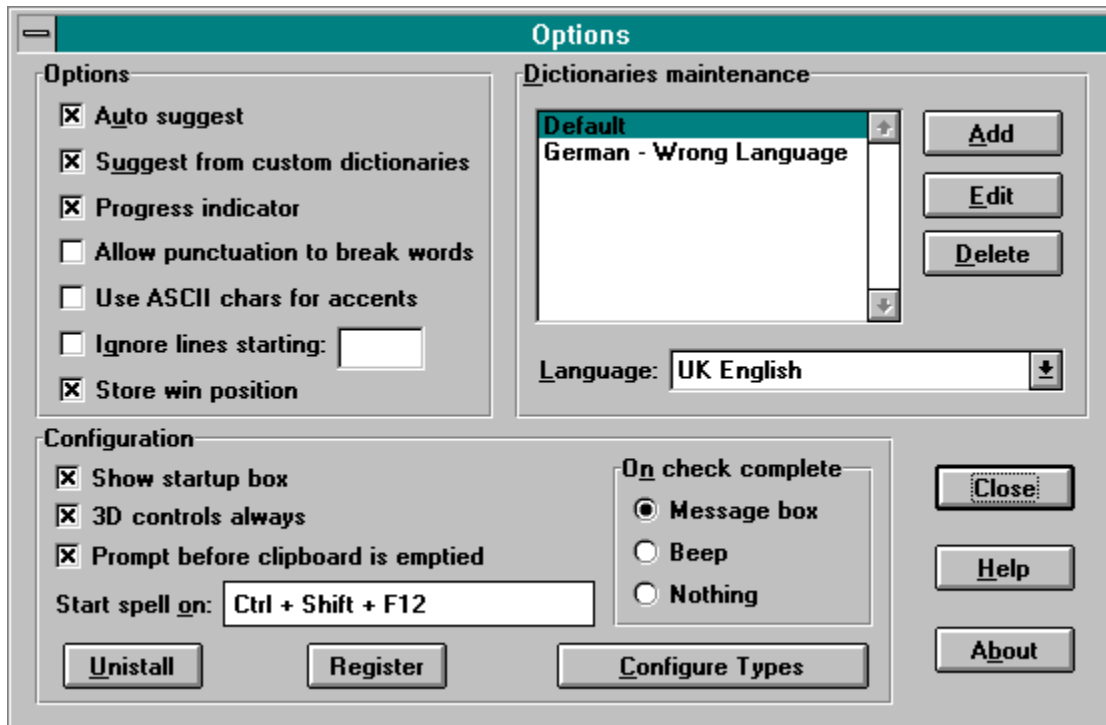 Options
Options
Auto suggest
Suggest from custom dictionaries
Progress indicator
Allow punctuation to break words
Use ASCII chars for accents
Ignore lines starting:
Store win position
Dictionaries maintenance
Default
German - Wrong Language
Add
Edit
Delete
Language: UK English
Configuration
Show startup box
3D controls always
Prompt before clipboard is emptied
Start spell on: Ctrl + Shift + F12
On check complete
Message box
Beep
Nothing
Unistall
Register
Configure Types
Close
Help
About